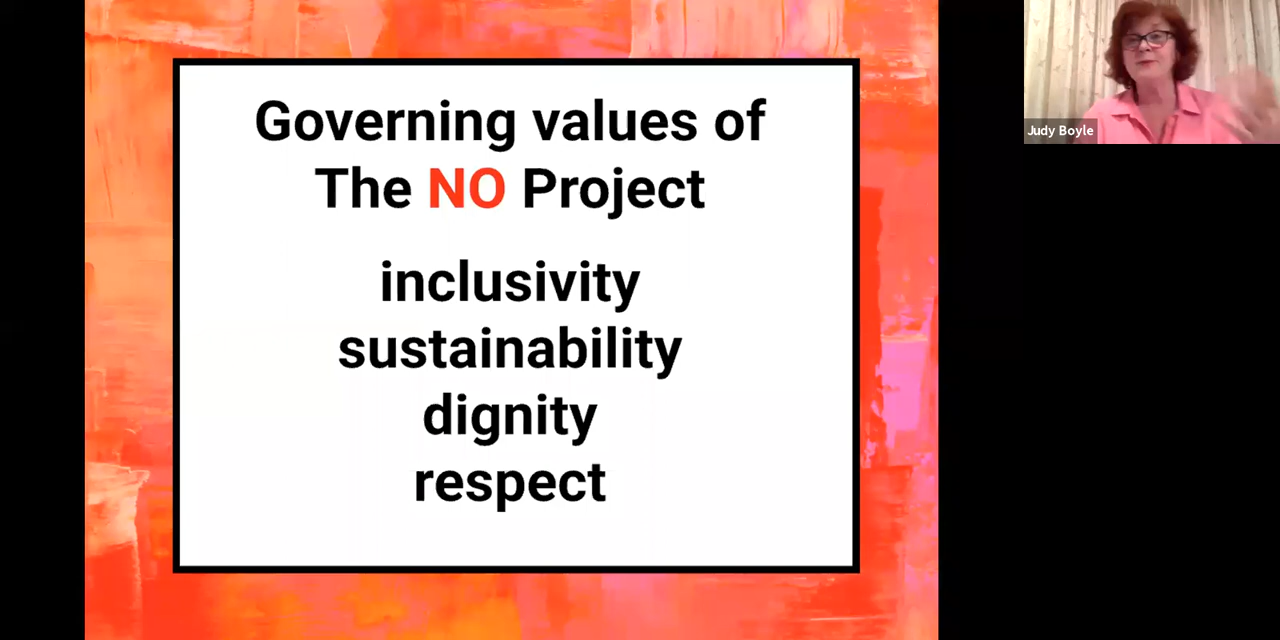 Governing values of
The NO Project
inclusivity
sustainability
dignity
respect
Judy Boyle